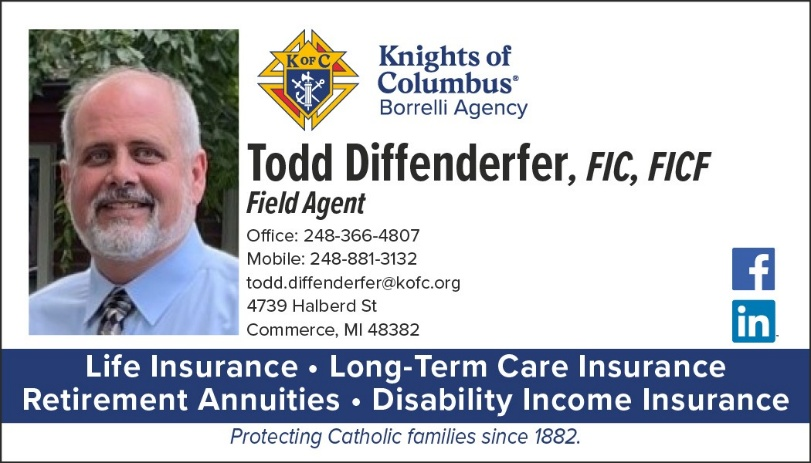 K OF C
Knights of
Columbus®
Borrelli Agency
Todd Diffenderfer, FIC, FICF
Field Agent
Office: 248-366-4807
Mobile: 248-881-3132
todd.diffenderfer@kofc.org
4739 Halberd St
Commerce, MI 48382
f
in
Life Insurance • Long-Term Care Insurance
Retirement Annuities • Disability Income Insurance
Protecting Catholic families since 1882.